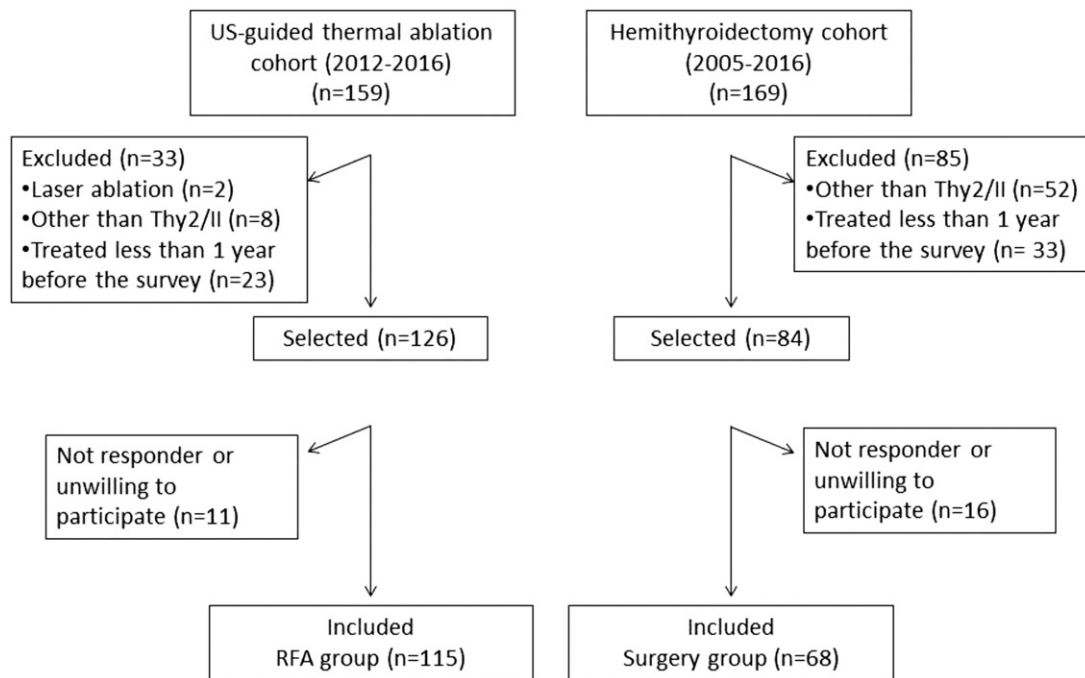 US-guided thermal ablation
cohort (2012-2016)
(n=159)
Hemithyroidectomy cohort
(2005-2016)
(n=169)
Excluded (n=33)
•Laser ablation (n=2)
•Other than Thy2/II (n=8)
•Treated less than 1 year
before the survey (n=23)
Excluded (n=85)
•Other than Thy2/II (n=52)
•Treated less than 1 year
before the survey (n= 33)
Selected (n=126)
Selected (n=84)
Not responder or
unwilling to
participate (n=11)
Not responder or
unwilling to
participate (n=16)
Included
RFA group (n=115)
Included
Surgery group (n=68)